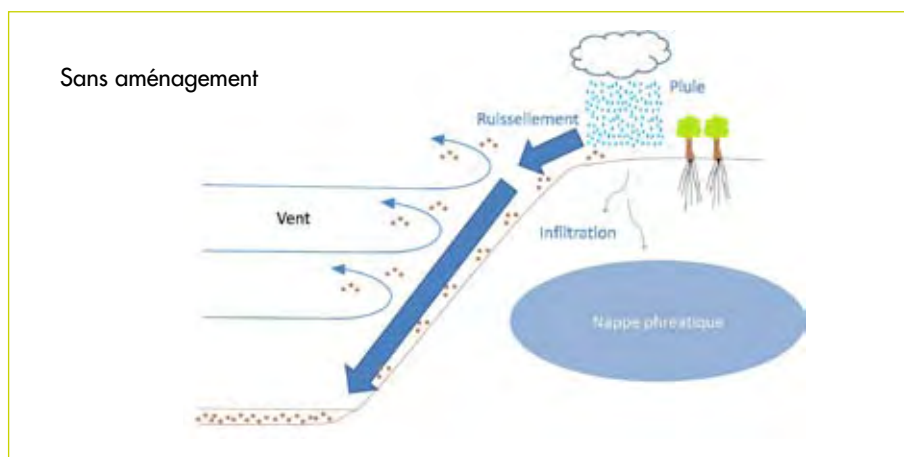 Sans aménagement
Pluie
Ruissellement
Vent
Infiltration
Nappe phréatique